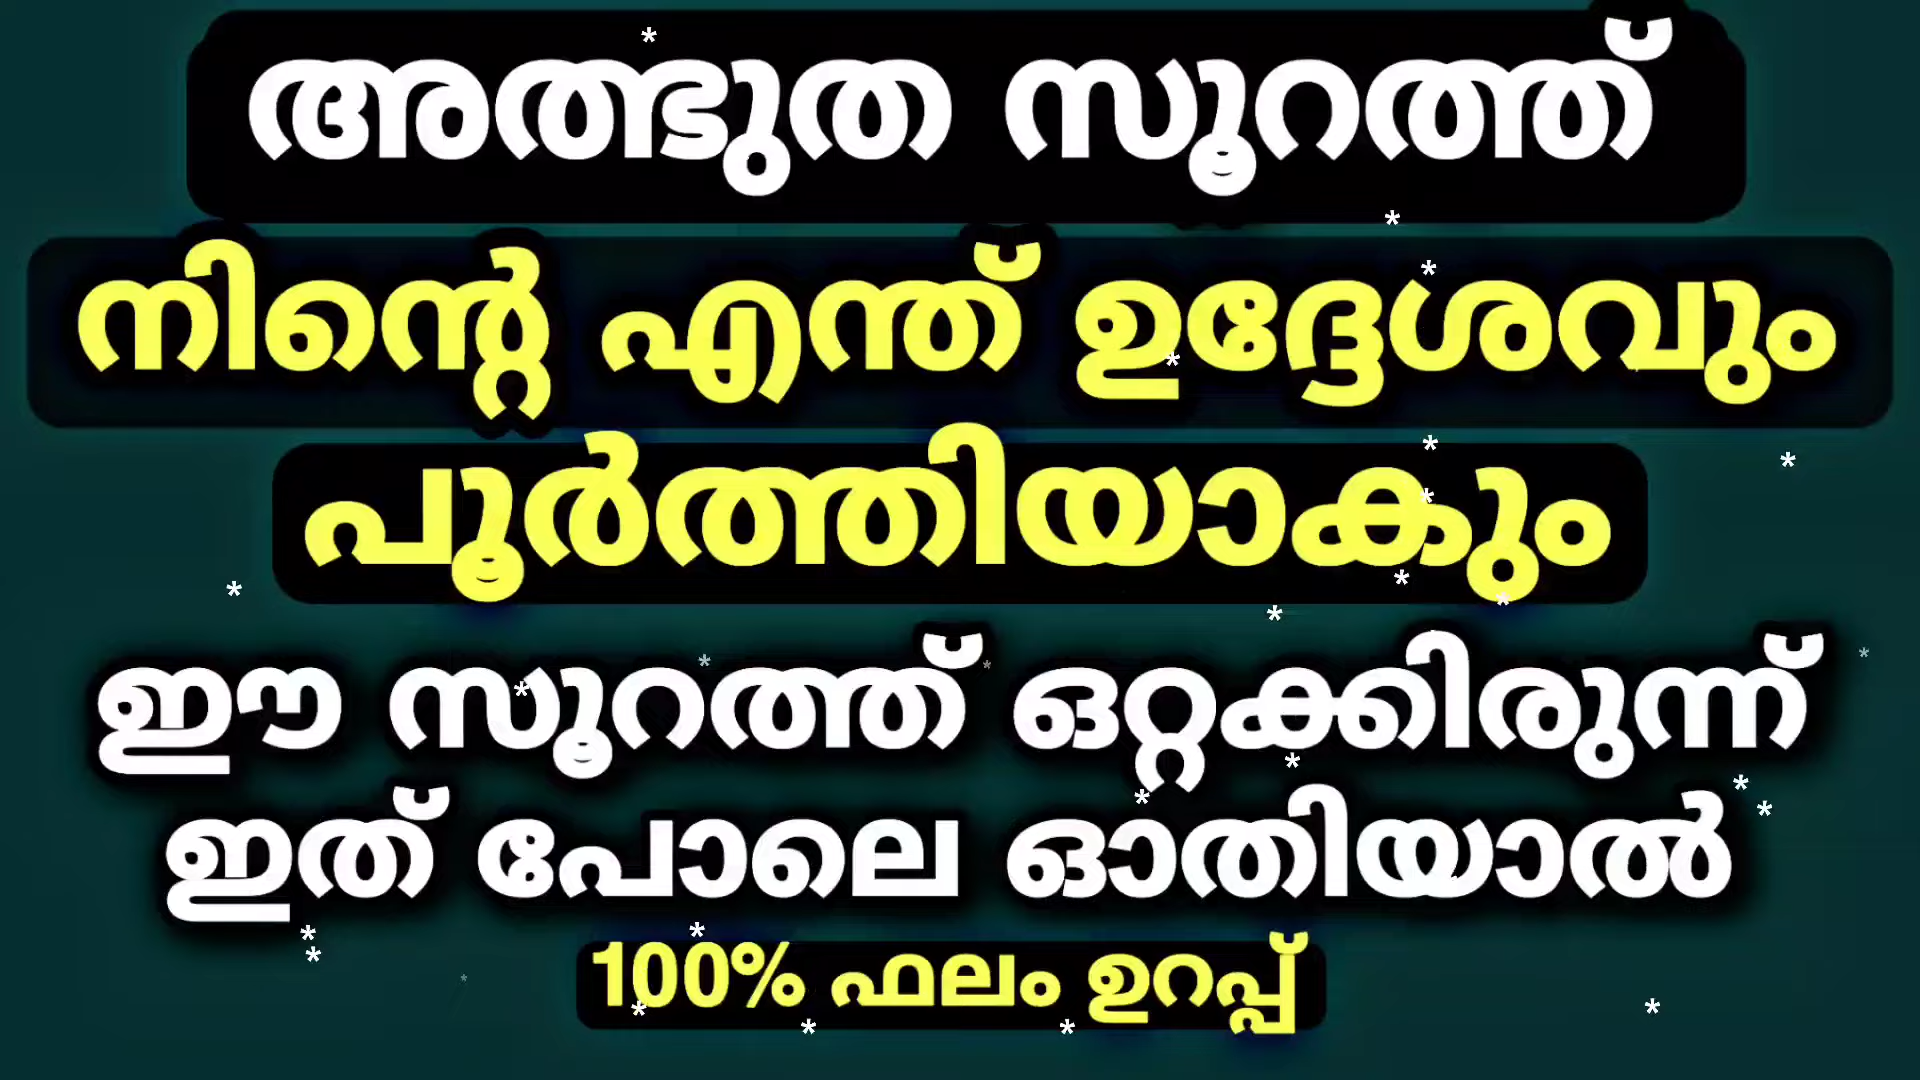 അത്ഭുത സൂറത്ത്
നിന്റെ എന്ത് ഉദ്ദേശവും
പൂർത്തിയാകും
ഈ സൂറത്ത് ഒറ്റക്കിരുന്ന്
ഇത് പോലെ ഓതിയാൽ
100% ഫലം ഉറപ്പ്